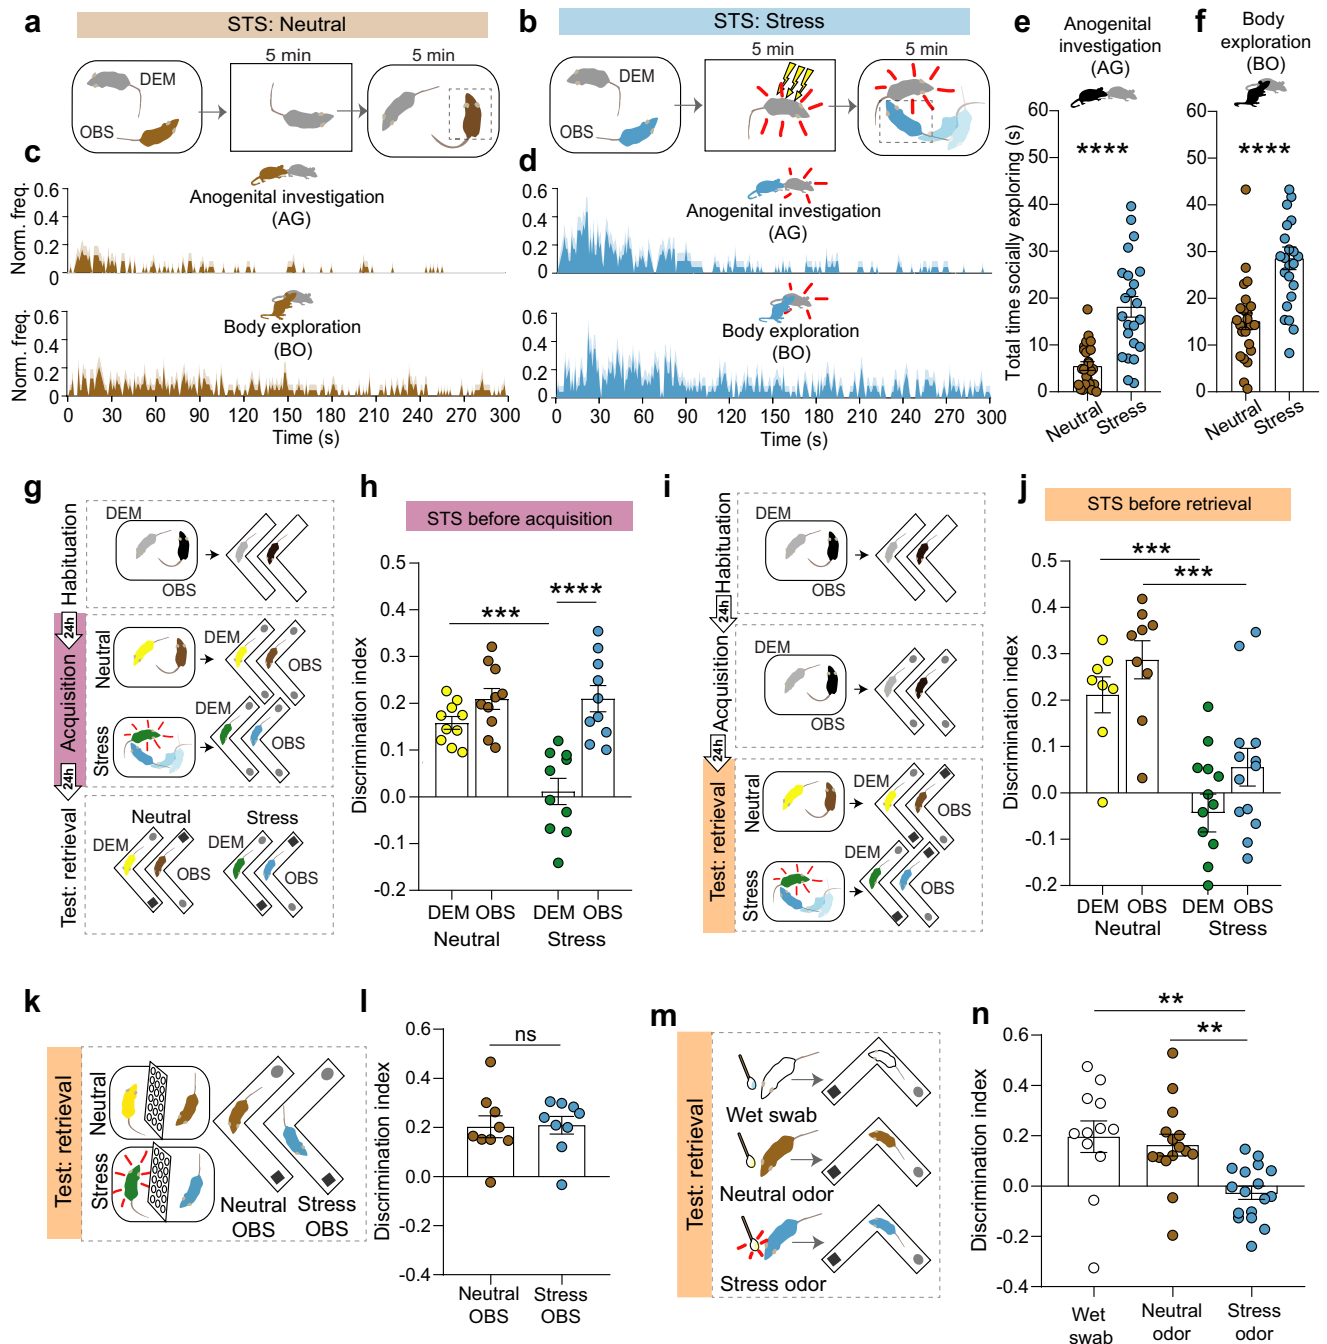 a
STS: Neutral
5 min
5 min
DEM
OBS
b
STS: Stress
5 min
5 min
DEM
OBS
c
Norm. freq.
0.6
0.4
0.2
0
Anogenital investigation
(AG)
Norm. freq.
0.6
0.4
0.2
0
Body exploration
(BO)
0 30 60 90 120 150 180 210 240 270 300
Time (s)
d
0.6
0.4
0.2
0
Anogenital investigation
(AG)
0.6
0.4
0.2
0
Body exploration
(BO)
0 30 60 90 120 150 180 210 240 270 300
Time (s)
e
Anogenital
investigation
(AG)
Total time socially exploring (s)
60
50
40
30
20
10
0
****
Neutral
Stress
f
Body
exploration
(BO)
60
50
40
30
20
10
0
****
Neutral
Stress
g
Habituation
DEM
OBS
24h
Acquisition
Neutral
DEM
OBS
Stress
DEM
OBS
24h
Test: retrieval
Neutral
Stress
DEM
OBS
DEM
OBS
h
STS before acquisition
Discrimination index
0.5
0.4
0.3
0.2
0.1
0.0
-0.1
-0.2
***
****
DEM OBS
DEM OBS
Neutral
Stress
i
Habituation
DEM
OBS
24h
Acquisition
DEM
OBS
24h
Test: retrieval
Neutral
DEM
OBS
Stress
DEM
OBS
j
STS before retrieval
Discrimination index
0.5
0.4
0.3
0.2
0.1
0.0
-0.1
-0.2
***
***
DEM OBS
DEM OBS
Neutral
Stress
k
Test: retrieval
Neutral
Stress
Neutral
OBS
Stress
OBS
l
Discrimination index
0.6
0.4
0.2
0.0
-0.2
-0.4
ns
Neutral
OBS
Stress
OBS
m
Test: retrieval
Wet swab
Neutral odor
Stress odor
n
Discrimination index
0.6
0.4
0.2
0.0
-0.2
-0.4
**
**
Wet
swab
Neutral
odor
Stress
odor